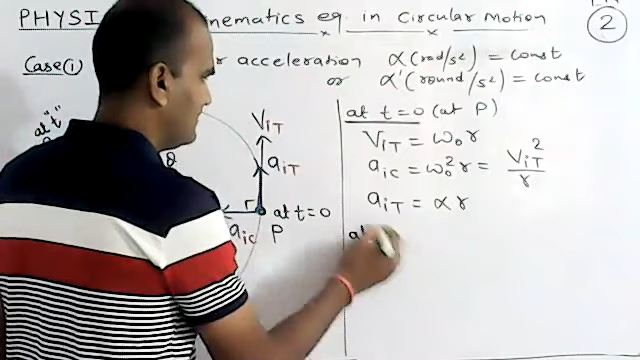 PHYSI nematics eq. in Circular Motion
2
Case(i) r acceleration α(rad/s²) = const
or α'(round/s²) = const
at "t"
θ
V_iT
a_iT
r
at t=0
a_ic P
at t=0 (at P)
V_iT = ω₀r
a_ic = ω₀²r = V_iT²/r
a_iT = αr
at